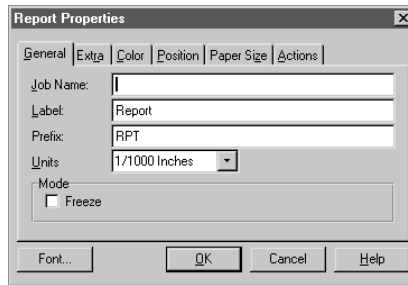 Report Properties
General Extra Color Position Paper Size Actions
Job Name:
Label: Report
Prefix: RPT
Units 1/1000 Inches
Mode
Freeze
Font... OK Cancel Help